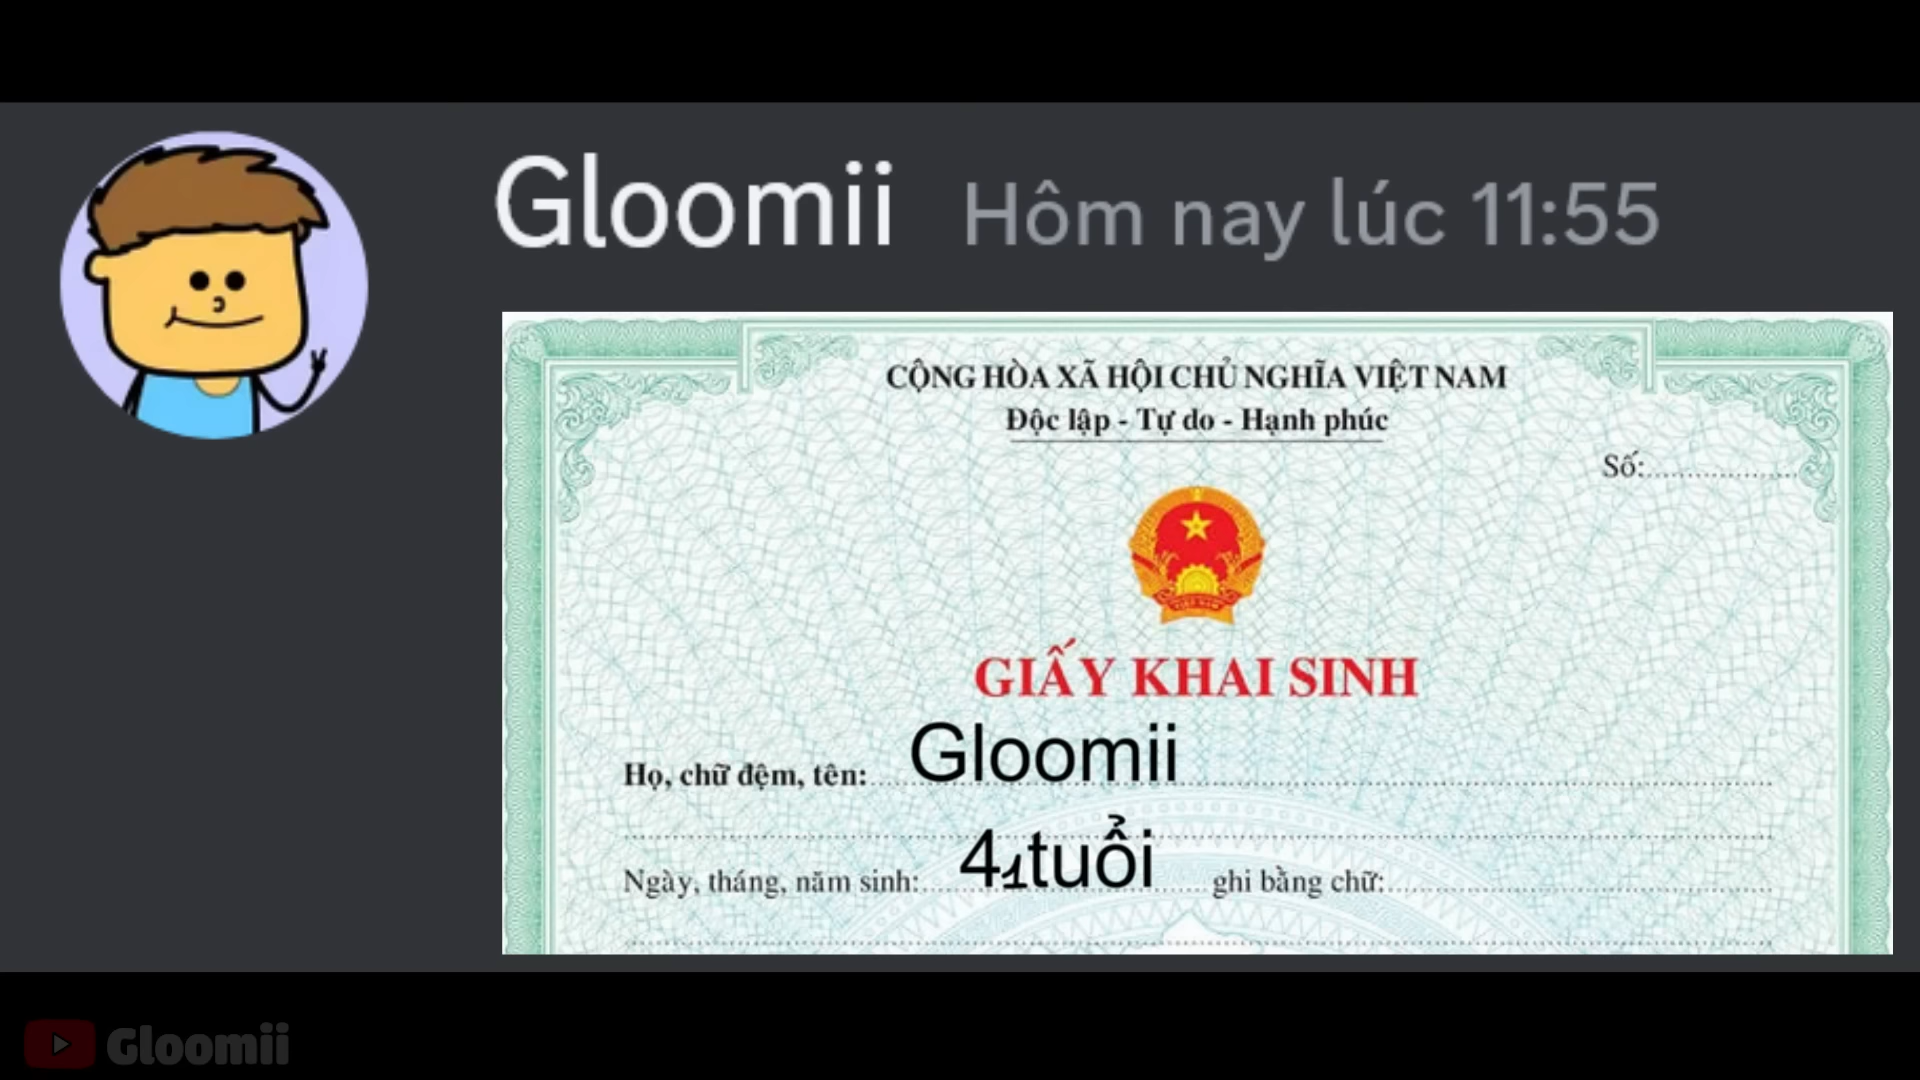 Gloomii Hôm nay lúc 11:55
CỘNG HÒA XÃ HỘI CHỦ NGHĨA VIỆT NAM
Độc lập - Tự do - Hạnh phúc
Số:
GIẤY KHAI SINH
Họ, chữ đệm, tên: Gloomii
Ngày, tháng, năm sinh: 41tuổi ghi bằng chữ:
Gloomii